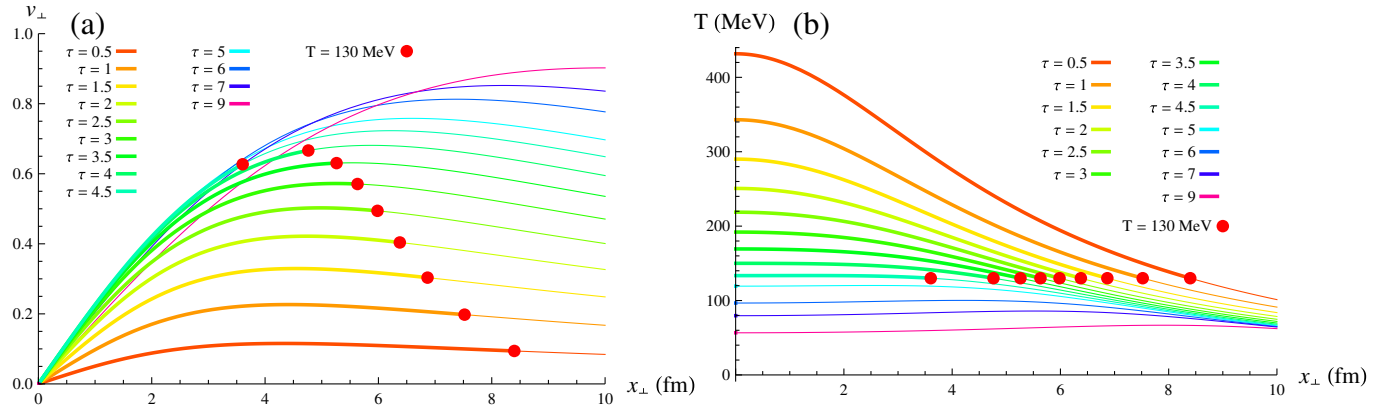 v⊥ (a)
1.0
0.8
0.6
0.4
0.2
0.0
τ = 0.5
τ = 1
τ = 1.5
τ = 2
τ = 2.5
τ = 3
τ = 3.5
τ = 4
τ = 4.5
τ = 5
τ = 6
τ = 7
τ = 9
T = 130 MeV
0 2 4 6 8 10
x⊥ (fm)
T (MeV) (b)
400
300
200
100
0
τ = 0.5
τ = 1
τ = 1.5
τ = 2
τ = 2.5
τ = 3
τ = 3.5
τ = 4
τ = 4.5
τ = 5
τ = 6
τ = 7
τ = 9
T = 130 MeV
x⊥ (fm)
0 2 4 6 8 10